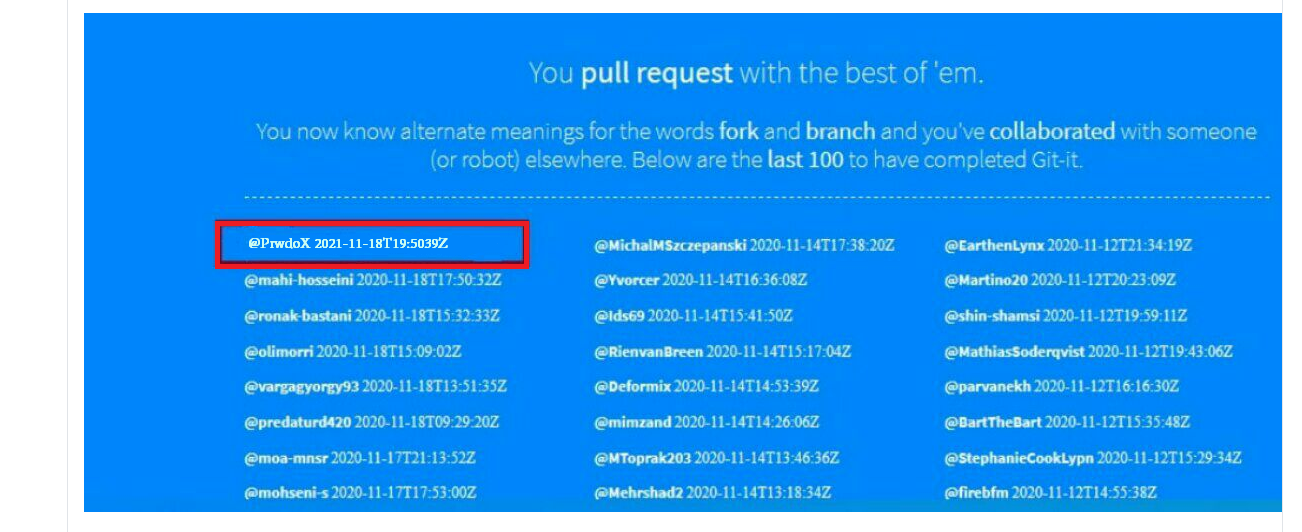 You pull request with the best of 'em.
You now know alternate meanings for the words fork and branch and you've collaborated with someone
(or robot) elsewhere. Below are the last 100 to have completed Git-it.
@PrwdoX 2021-11-18T19:5039Z
@mahi-hosseini 2020-11-18T17:50:32Z
@ronak-bastani 2020-11-18T15:32:33Z
@olimorri 2020-11-18T15:09:02Z
@vargagyorgy93 2020-11-18T13:51:35Z
@predaturd420 2020-11-18T09:29:20Z
@moa-mnsr 2020-11-17T21:13:52Z
@mohseni-s 2020-11-17T17:53:00Z
@MichalMSzczepanski 2020-11-14T17:38:20Z
@Yvorcer 2020-11-14T16:36:08Z
@Ids69 2020-11-14T15:41:50Z
@RienvanBreen 2020-11-14T15:17:04Z
@Deformix 2020-11-14T14:53:39Z
@mimzand 2020-11-14T14:26:06Z
@MToprak203 2020-11-14T13:46:36Z
@Mehrshad2 2020-11-14T13:18:34Z
@EarthenLynx 2020-11-12T21:34:19Z
@Martino20 2020-11-12T20:23:09Z
@shin-shamsi 2020-11-12T19:59:11Z
@MathiasSoderqvist 2020-11-12T19:43:06Z
@parvanekh 2020-11-12T16:16:30Z
@BartTheBart 2020-11-12T15:35:48Z
@StephanieCookLypn 2020-11-12T15:29:34Z
@firebfm 2020-11-12T14:55:38Z